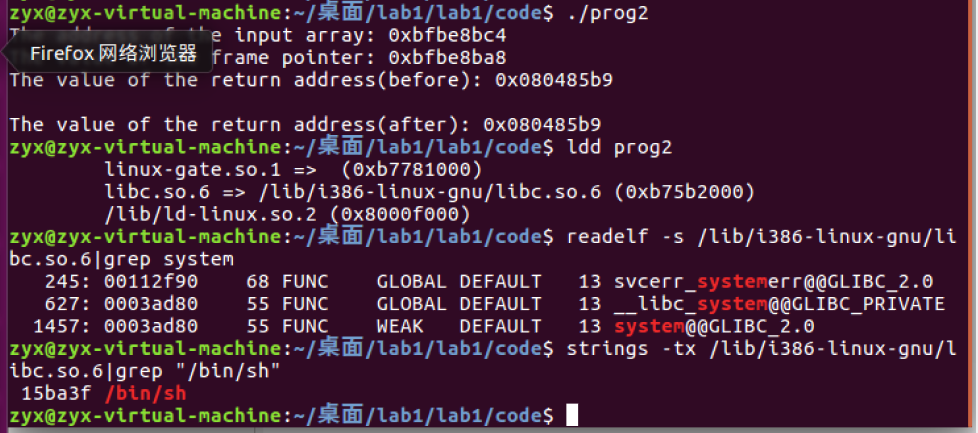 zyx@zyx-virtual-machine:~/桌面/lab1/lab1/code$ ./prog2
e input array: 0xbfbe8bc4
Firefox 网络浏览器
frame pointer: 0xbfbe8ba8
The value of the return address(before): 0x080485b9
The value of the return address(after): 0x080485b9
zyx@zyx-virtual-machine:~/桌面/lab1/lab1/code$ ldd prog2
linux-gate.so.1 =>  (0xb7781000)
libc.so.6 => /lib/i386-linux-gnu/libc.so.6 (0xb75b2000)
/lib/ld-linux.so.2 (0x8000f000)
zyx@zyx-virtual-machine:~/桌面/lab1/lab1/code$ readelf -s /lib/i386-linux-gnu/li
bc.so.6|grep system
245: 00112f90    68 FUNC    GLOBAL DEFAULT   13 svcerr_systemerr@@GLIBC_2.0
627: 0003ad80    55 FUNC    GLOBAL DEFAULT   13 __libc_system@@GLIBC_PRIVATE
1457: 0003ad80    55 FUNC    WEAK   DEFAULT   13 system@@GLIBC_2.0
zyx@zyx-virtual-machine:~/桌面/lab1/lab1/code$ strings -tx /lib/i386-linux-gnu/l
ibc.so.6|grep "/bin/sh"
15ba3f /bin/sh
zyx@zyx-virtual-machine:~/桌面/lab1/lab1/code$